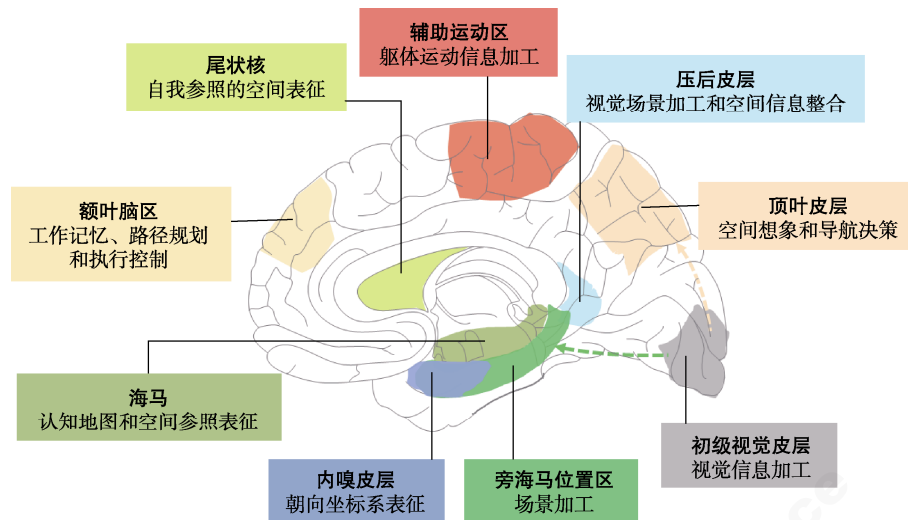 辅助运动区
躯体运动信息加工
尾状核
自我参照的空间表征
压后皮层
视觉场景加工和空间信息整合
额叶脑区
工作记忆、路径规划
和执行控制
顶叶皮层
空间想象和导航决策
海马
认知地图和空间参照表征
内嗅皮层
朝向坐标系表征
旁海马位置区
场景加工
初级视觉皮层
视觉信息加工